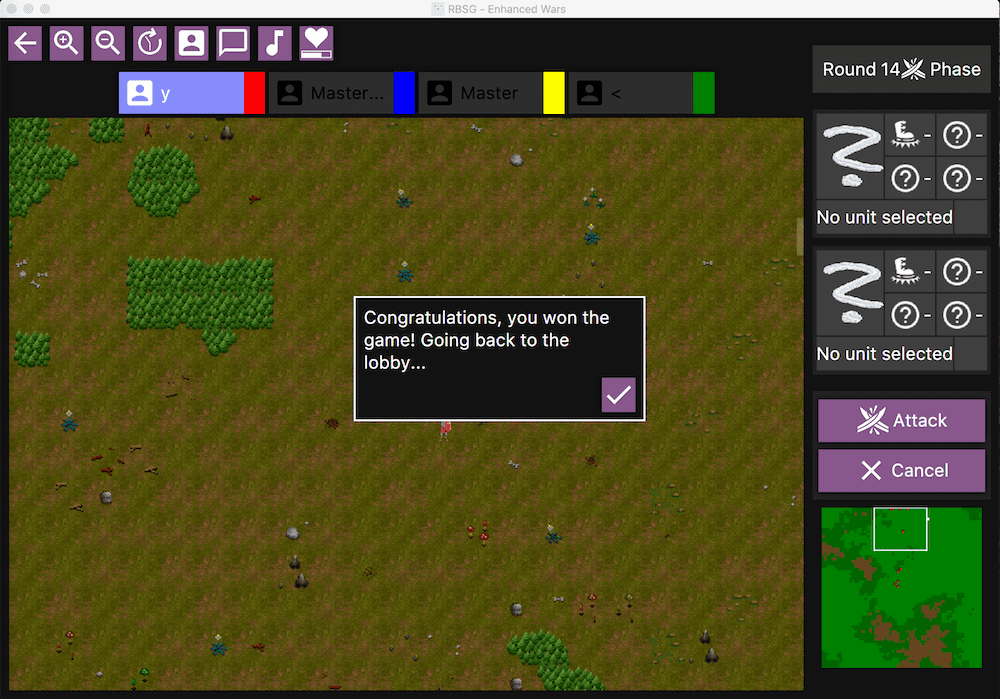 RBSG - Enhanced Wars
y
Master...
Master
<
Round 14 Phase
-
-
-
-
No unit selected
-
-
-
-
No unit selected
Congratulations, you won the
game! Going back to the
lobby...
Attack
Cancel